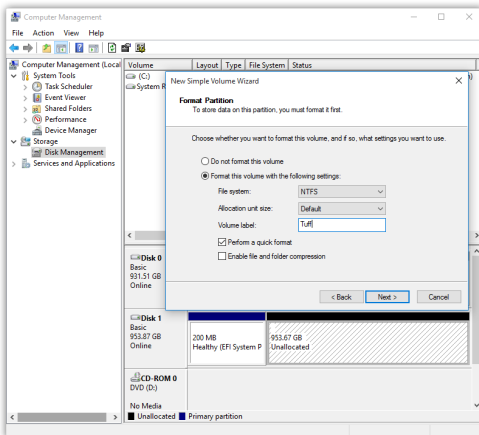 Computer Management
File Action View Help
Computer Management (Local
System Tools
Task Scheduler
Event Viewer
Shared Folders
Performance
Device Manager
Storage
Disk Management
Services and Applications
Volume Layout Type File System Status
(C:)
System R
New Simple Volume Wizard
Format Partition
To store data on this partition, you must format it first.
Choose whether you want to format this volume, and if so, what settings you want to use.
Do not format this volume
Format this volume with the following settings:
File system: NTFS
Allocation unit size: Default
Volume label: Tuff
Perform a quick format
Enable file and folder compression
< Back Next > Cancel
Disk 0
Basic
931.51 GB
Online
Disk 1
Basic
953.87 GB
Online
200 MB
Healthy (EFI System P
953.67 GB
Unallocated
CD-ROM 0
DVD (D:)
No Media
Unallocated Primary partition